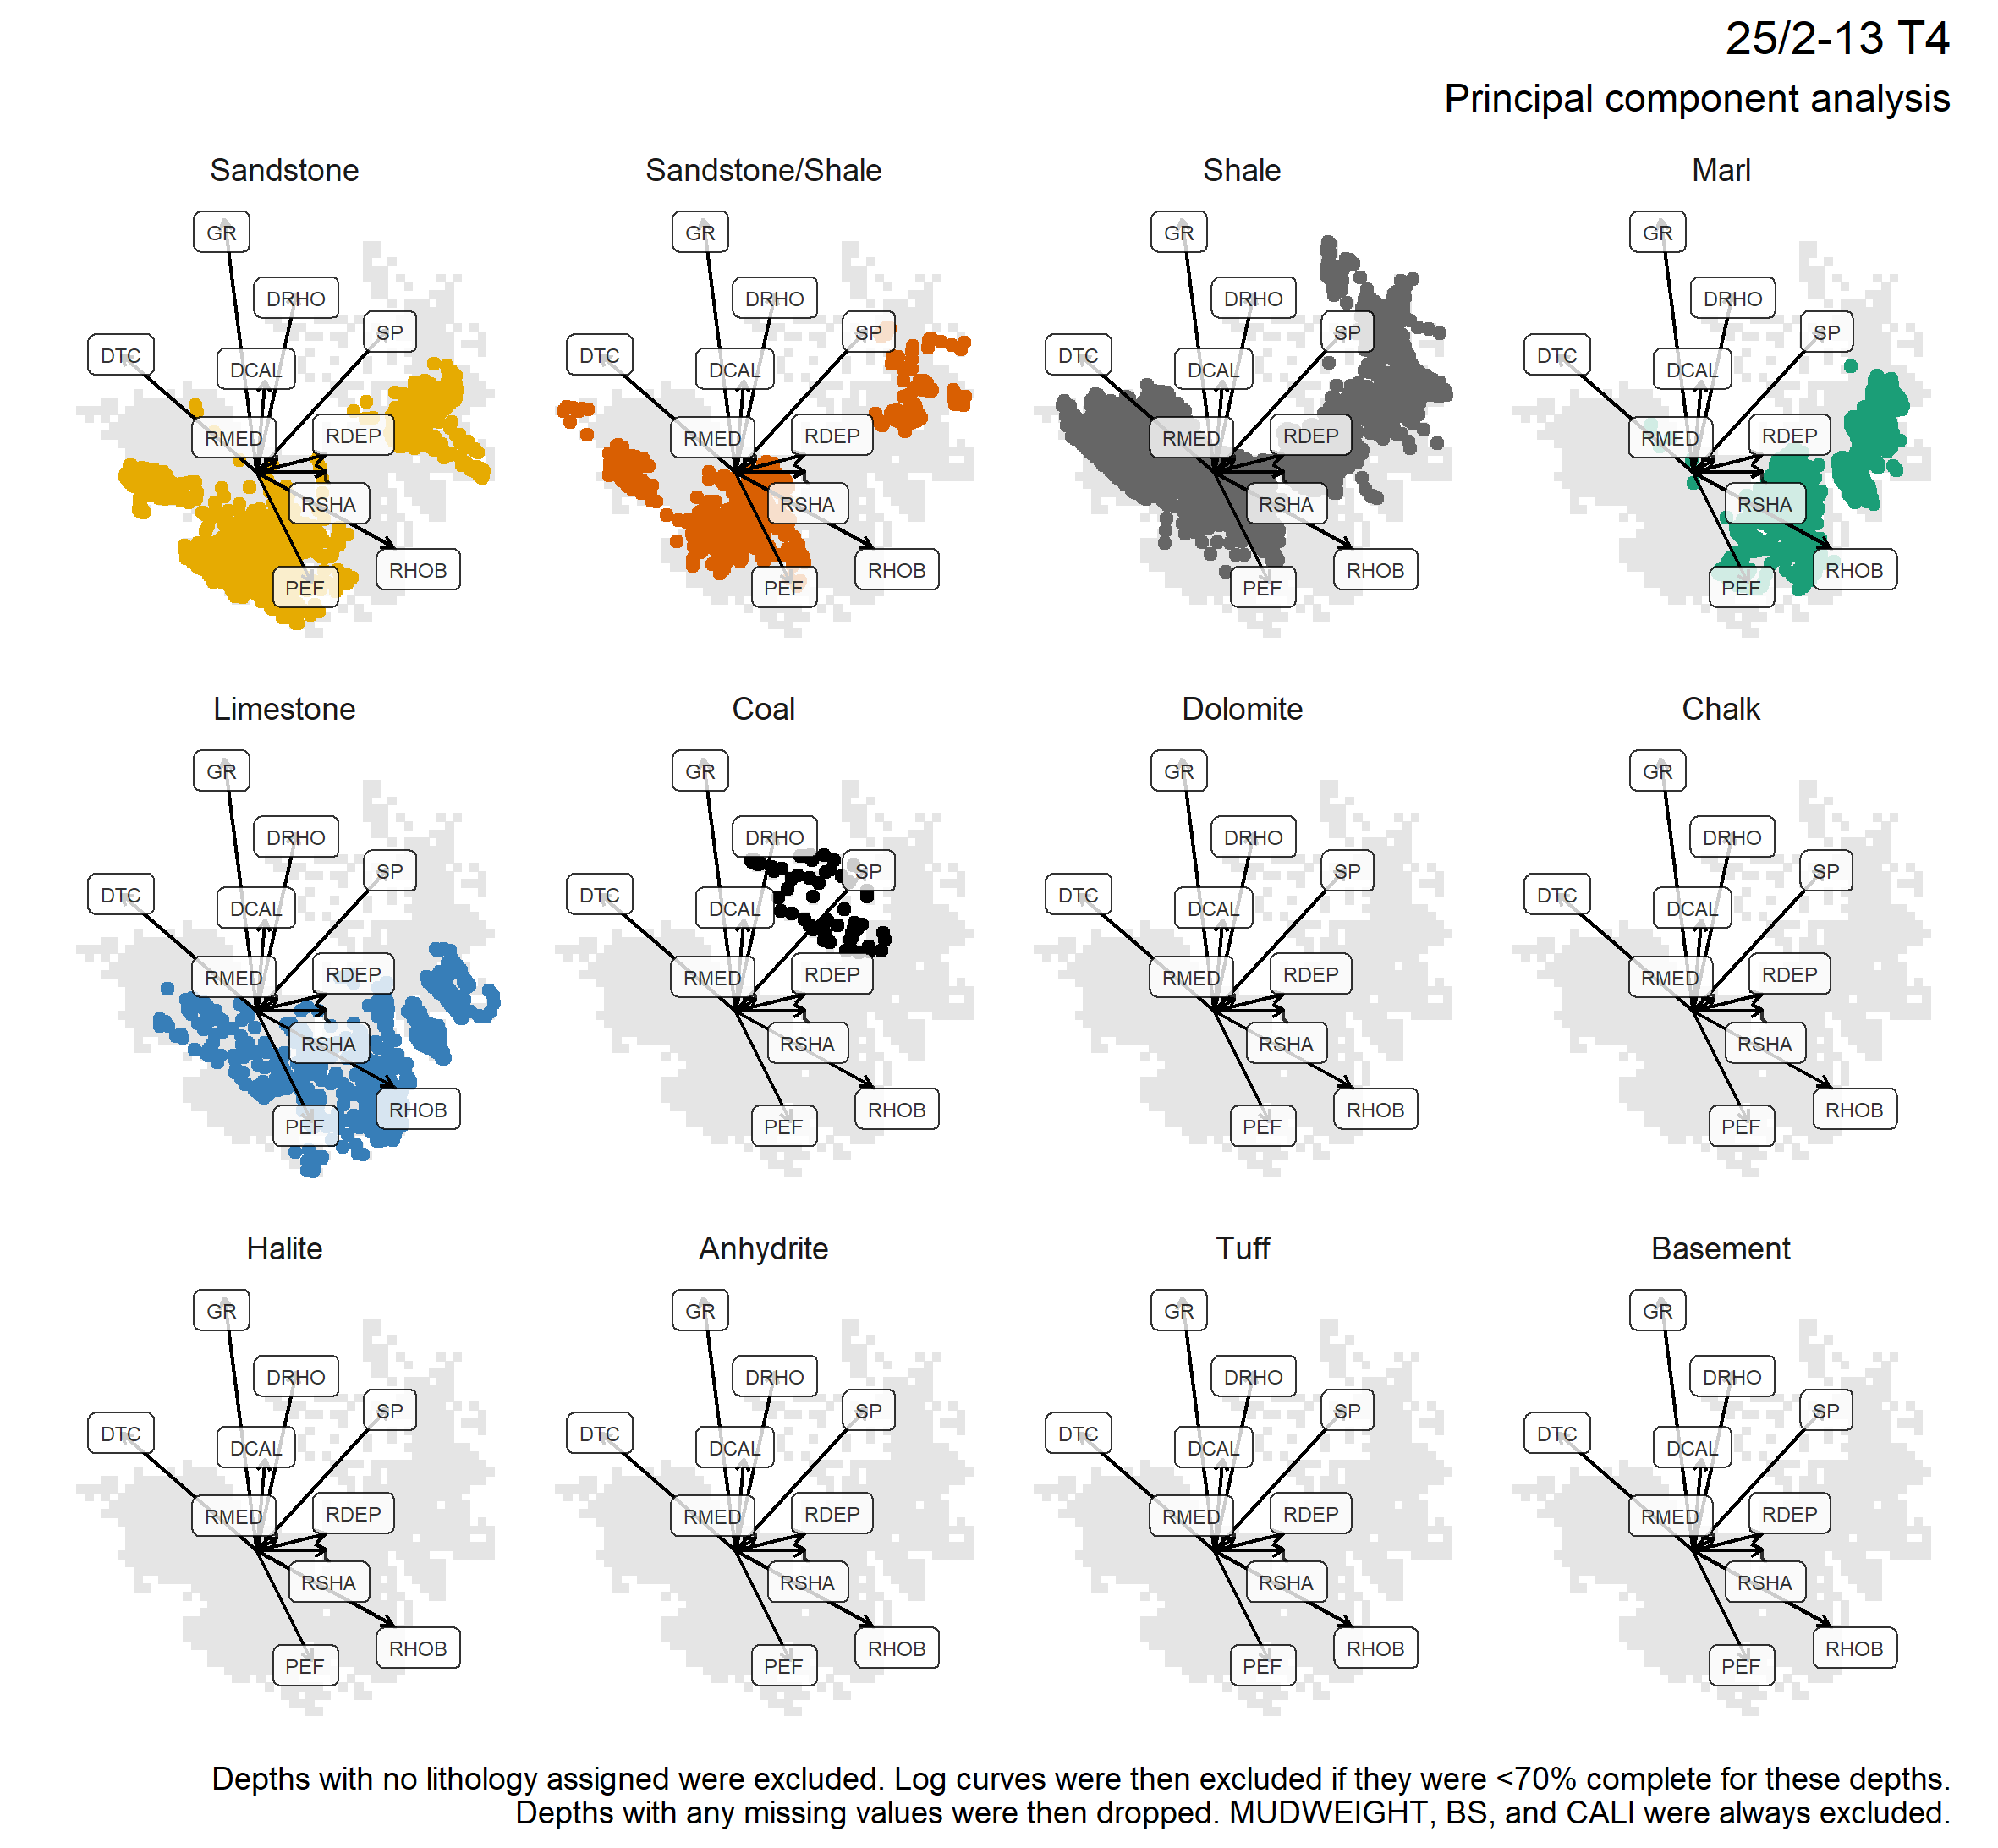 25/2-13 T4
Principal component analysis
Sandstone
Sandstone/Shale
Shale
Marl
GR
DRHO
SP
DTC
DCAL
RMED
RDEP
RSHA
RHOB
PEF
GR
DRHO
SP
DTC
DCAL
RMED
RDEP
RSHA
RHOB
PEF
GR
DRHO
SP
DTC
DCAL
RMED
RDEP
RSHA
RHOB
PEF
GR
DRHO
SP
DTC
DCAL
RMED
RDEP
RSHA
RHOB
PEF
Limestone
Coal
Dolomite
Chalk
GR
DRHO
SP
DTC
DCAL
RMED
RDEP
RSHA
RHOB
PEF
GR
DRHO
SP
DTC
DCAL
RMED
RDEP
RSHA
RHOB
PEF
GR
DRHO
SP
DTC
DCAL
RMED
RDEP
RSHA
RHOB
PEF
GR
DRHO
SP
DTC
DCAL
RMED
RDEP
RSHA
RHOB
PEF
Halite
Anhydrite
Tuff
Basement
GR
DRHO
SP
DTC
DCAL
RMED
RDEP
RSHA
RHOB
PEF
GR
DRHO
SP
DTC
DCAL
RMED
RDEP
RSHA
RHOB
PEF
GR
DRHO
SP
DTC
DCAL
RMED
RDEP
RSHA
RHOB
PEF
GR
DRHO
SP
DTC
DCAL
RMED
RDEP
RSHA
RHOB
PEF
Depths with no lithology assigned were excluded. Log curves were then excluded if they were <70% complete for these depths.
Depths with any missing values were then dropped. MUDWEIGHT, BS, and CALI were always excluded.